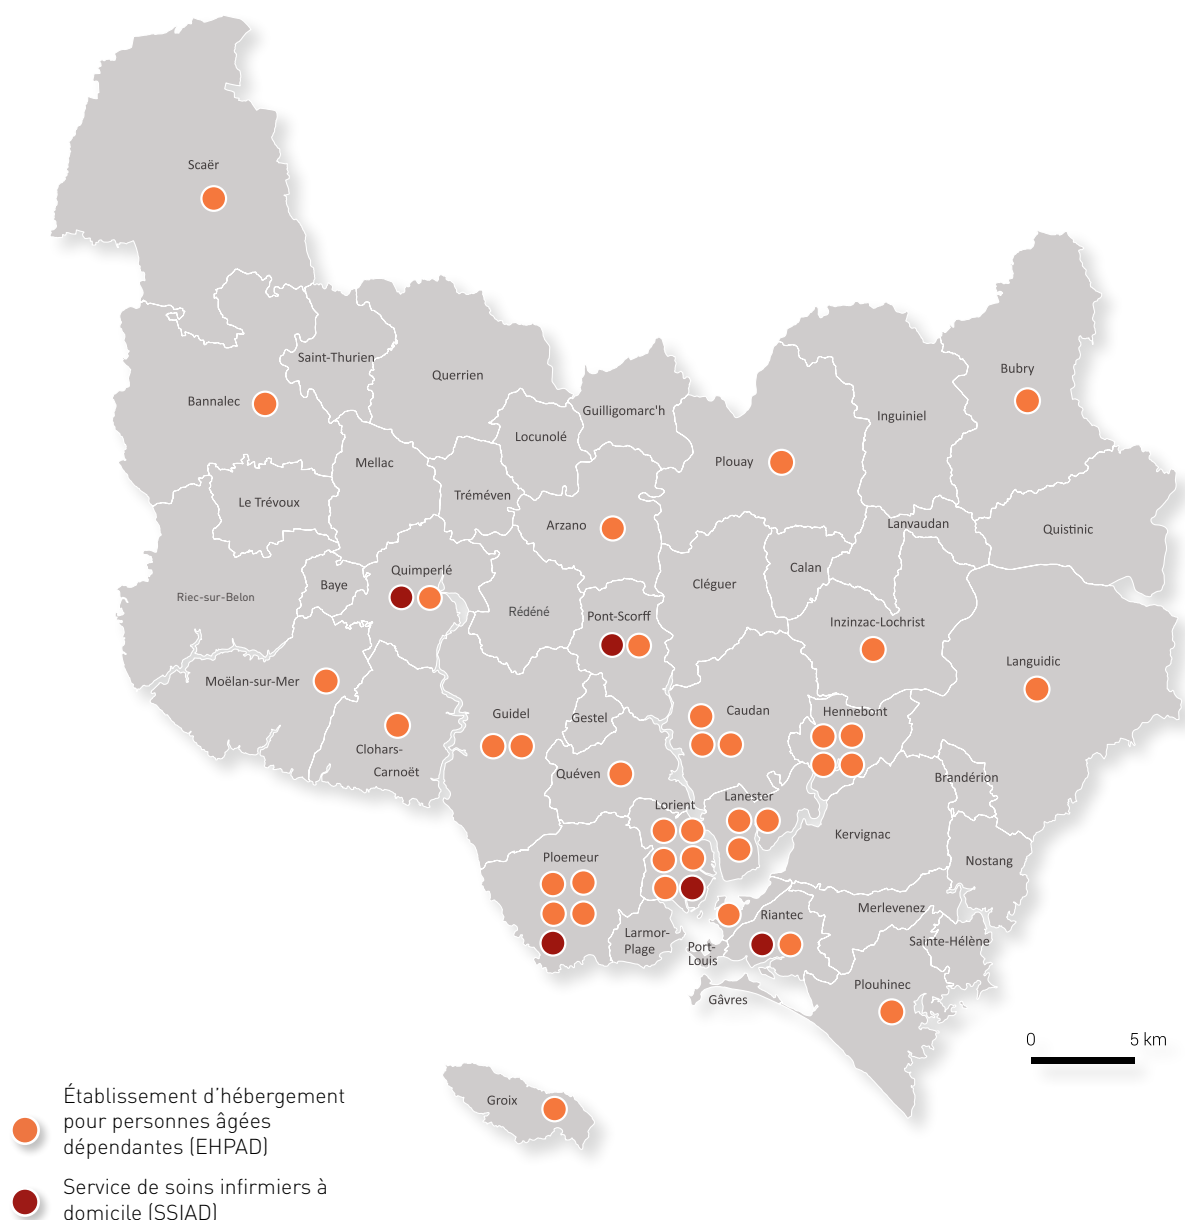 Scaër
Saint-Thurien
Bubry
Querrien
Bannalec
Guilligomarc'h
Inguiniel
Locunolé
Mellac
Plouay
Tréméven
Le Trévoux
Arzano
Lanvaudan
Quistinic
Quimperlé
Calan
Baye
Cléguer
Riec-sur-Belon
Rédéné
Pont-Scorff
Inzinzac-Lochrist
Languidic
Moëlan-sur-Mer
Guidel
Gestel
Caudan
Hennebont
Clohars-
Carnoët
Quéven
Brandérion
Lanester
Lorient
Kervignac
Ploemeur
Nostang
Merlevenez
Riantec
Larmor-
Plage
Sainte-Hélène
Port-
Louis
Plouhinec
Gâvres
0 5 km
Groix
Établissement d'hébergement
pour personnes âgées
dépendantes (EHPAD)
Service de soins infirmiers à
domicile (SSIAD)